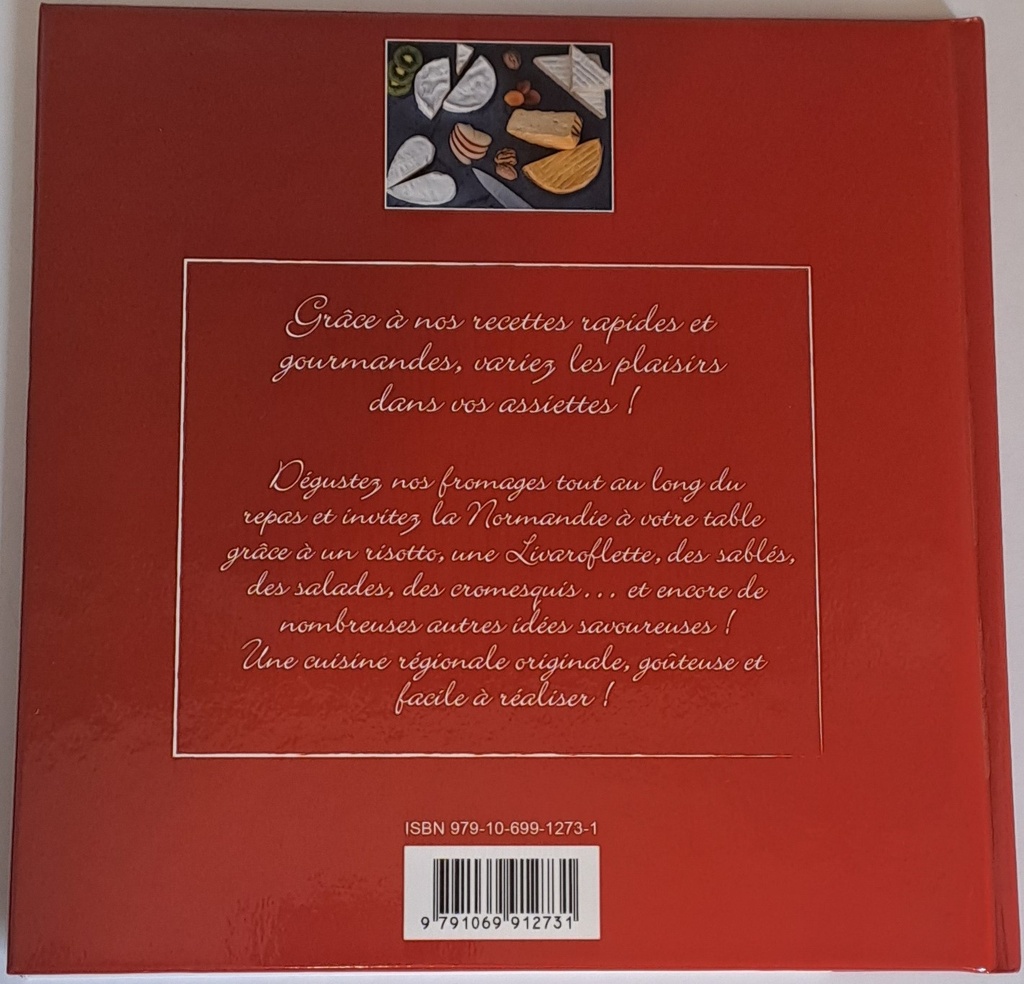 Grâce à nos recettes rapides et
gourmandes, variez les plaisirs
dans vos assiettes !
Dégustez nos fromages tout au long du
repas et invitez la Normandie à votre table
grâce à un risotto, une Livaroflette, des sablés,
des salades, des cromesquis... et encore de
nombreuses autres idées savoureuses !
Une cuisine régionale originale, goûteuse et
facile à réaliser !
ISBN 979-10-699-1273-1
9 791069 912731